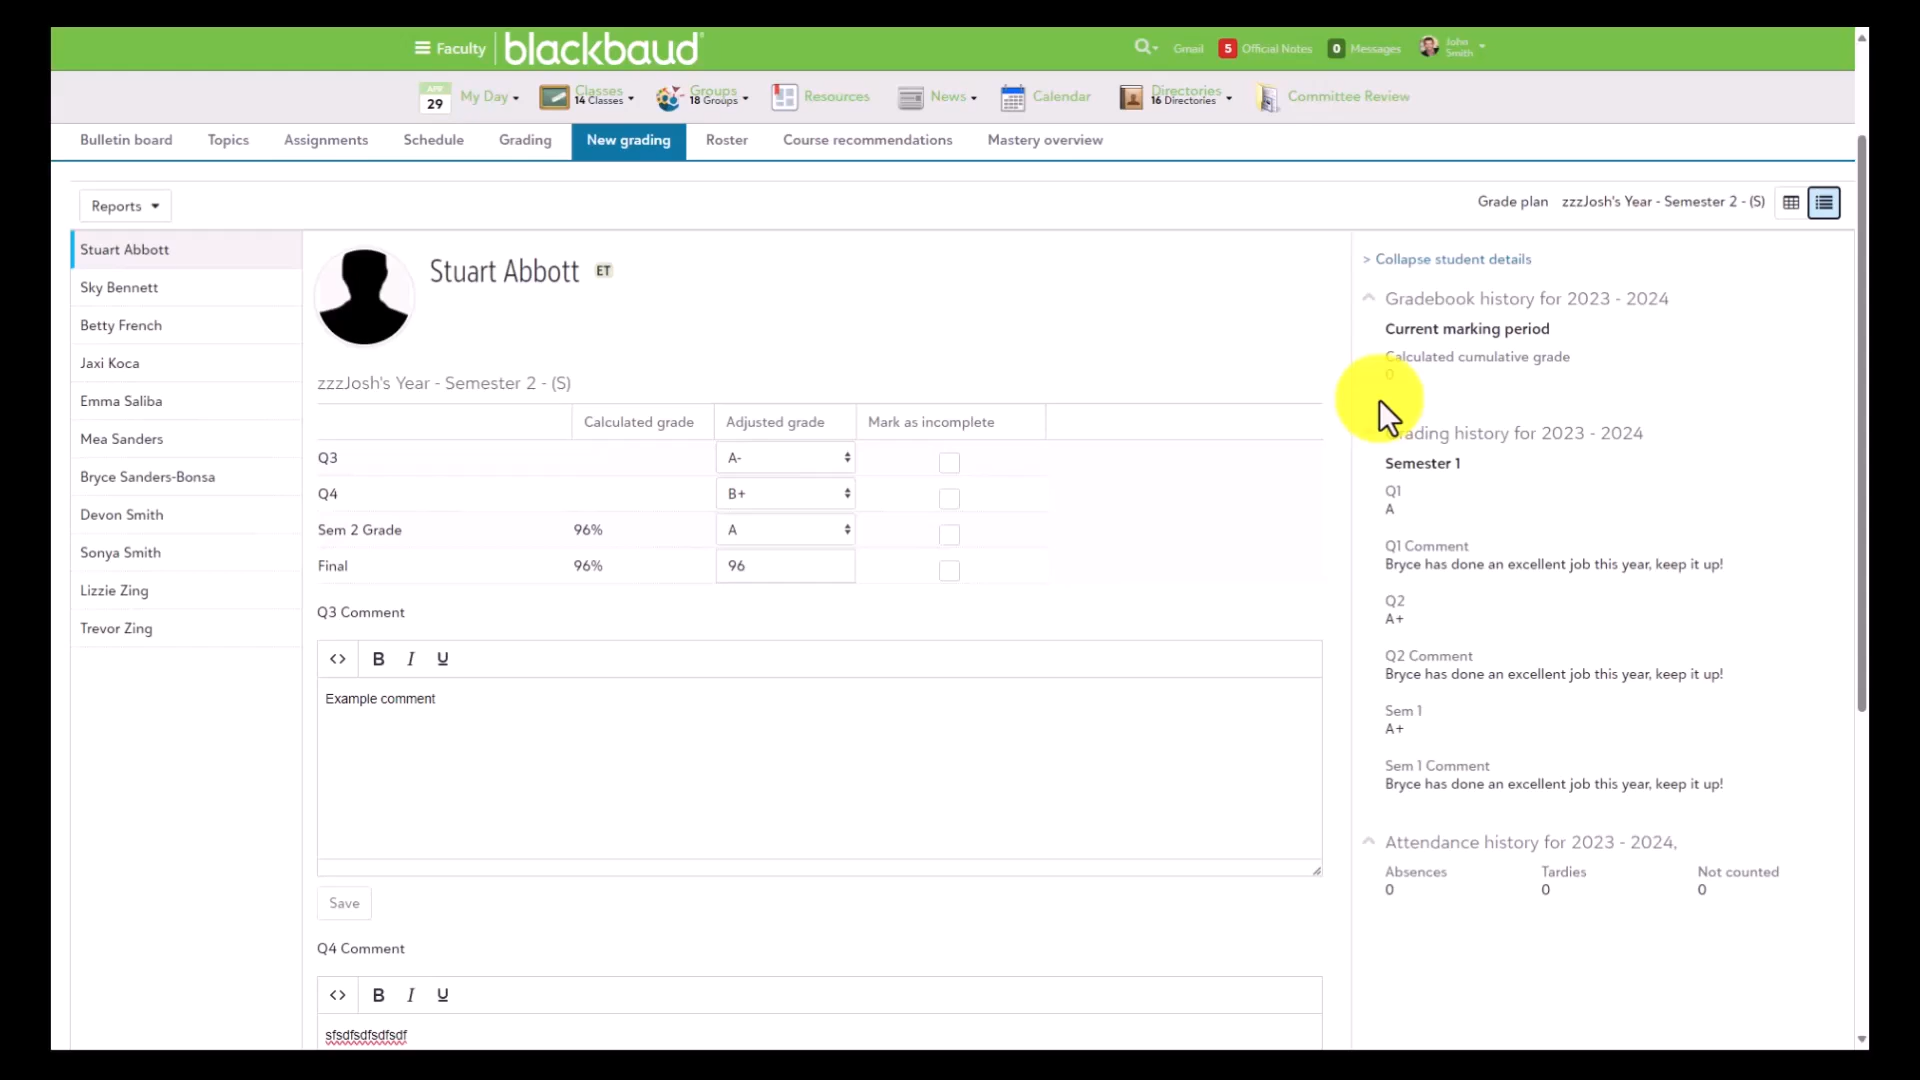 Faculty blackbaud Gmail 5 Official Notes 0 Messages John Smith
APR 29 My Day Classes 14 Classes Groups 18 Groups Resources News Calendar Directories 16 Directories Committee Review
Bulletin board Topics Assignments Schedule Grading New grading Roster Course recommendations Mastery overview
Reports Grade plan zzzJosh's Year - Semester 2 - (S)
Stuart Abbott
Sky Bennett
Betty French
Jaxi Koca
Emma Saliba
Mea Sanders
Bryce Sanders-Bonsa
Devon Smith
Sonya Smith
Lizzie Zing
Trevor Zing
Stuart Abbott ET
zzzJosh's Year - Semester 2 - (S)
Calculated grade Adjusted grade Mark as incomplete
Q3 A-
Q4 B+
Sem 2 Grade 96% A
Final 96% 96
Q3 Comment
<> B I U
Example comment
Save
Q4 Comment
<> B I U
sfsdfsdfsdfsdf
> Collapse student details
Gradebook history for 2023 - 2024
Current marking period
Calculated cumulative grade
0
Grading history for 2023 - 2024
Semester 1
Q1
A
Q1 Comment
Bryce has done an excellent job this year, keep it up!
Q2
A+
Q2 Comment
Bryce has done an excellent job this year, keep it up!
Sem 1
A+
Sem 1 Comment
Bryce has done an excellent job this year, keep it up!
Attendance history for 2023 - 2024,
Absences Tardies Not counted
0 0 0